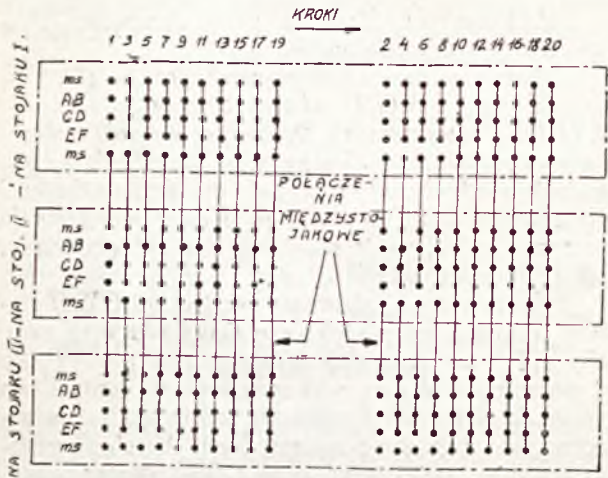 KROKI
1 3 5 7 9 11 13 15 17 19 2 4 6 8 10 12 14 16 18 20
NA STOJAKU I.
ms
AB
CD
EF
ms
POŁĄCZE-
NIA
MIĘDZYSTO-
JAKOWE.
NA STOJ. II
ms
AB
CD
EF
ms
NA STOJAKU III
ms
AB
CD
EF
ms